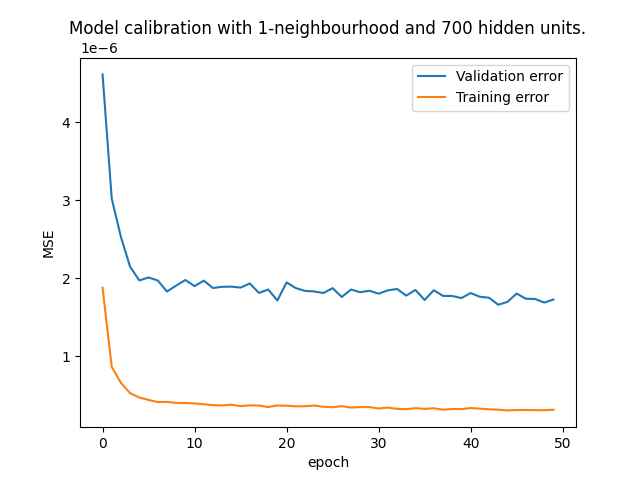 Model calibration with 1-neighbourhood and 700 hidden units.
1e−6
Validation error
Training error
4
3
2
1
MSE
0 10 20 30 40 50
epoch